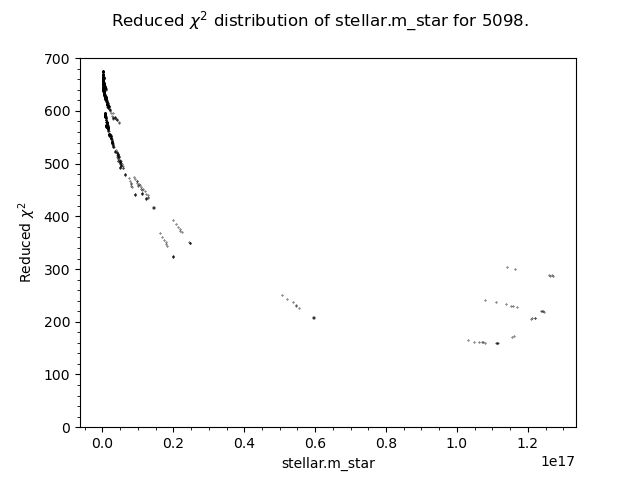 Reduced χ² distribution of stellar.m_star for 5098.
700
600
500
400
300
200
100
0
Reduced χ²
0.0 0.2 0.4 0.6 0.8 1.0 1.2
1e17
stellar.m_star